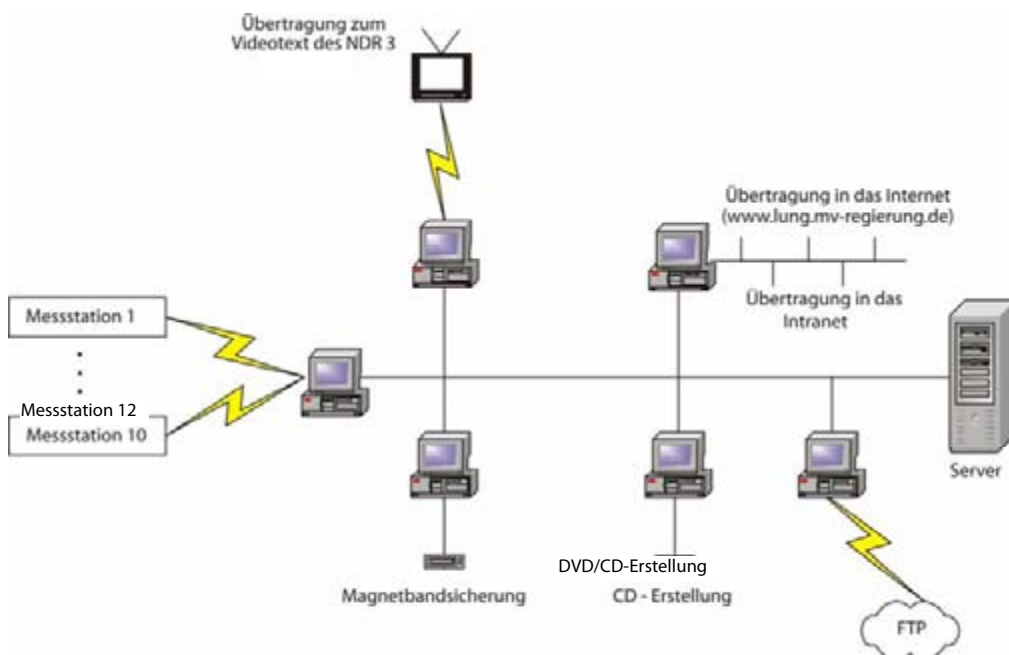 Übertragung zum
Videotext des NDR 3
Übertragung in das Internet
(www.lung.mv-regierung.de)
Übertragung in das
Intranet
Messstation 1
Messstation 12
Messstation 10
Server
Magnetbandsicherung
DVD/CD-Erstellung
CD - Erstellung
FTP